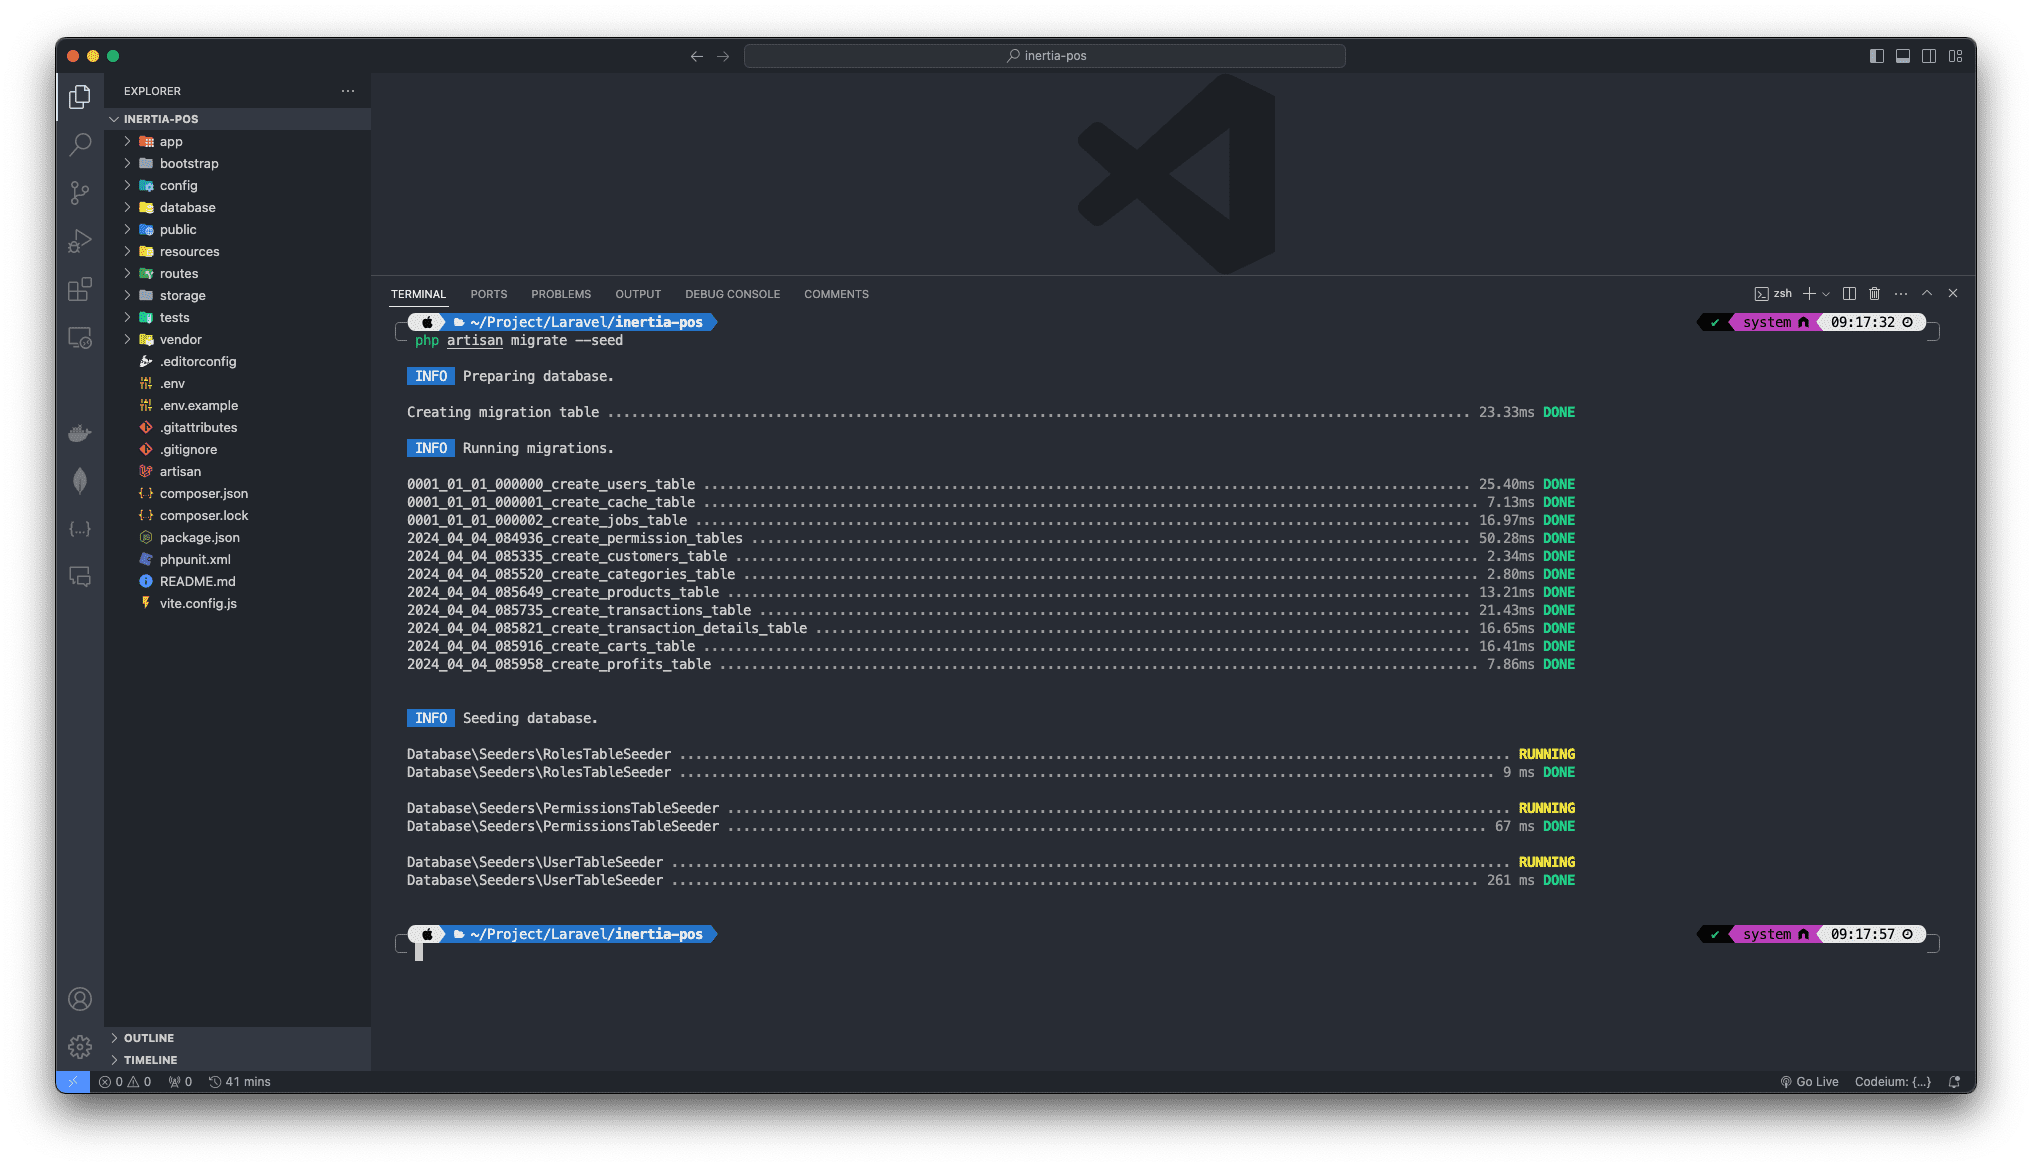 inertia-pos
EXPLORER
INERTIA-POS
app
bootstrap
config
database
public
resources
routes
storage
tests
vendor
.editorconfig
.env
.env.example
.gitattributes
.gitignore
artisan
composer.json
composer.lock
package.json
phpunit.xml
README.md
vite.config.js
OUTLINE
TIMELINE
TERMINAL PORTS PROBLEMS OUTPUT DEBUG CONSOLE COMMENTS zsh
~/Project/Laravel/inertia-pos system 09:17:32
php artisan migrate --seed
INFO Preparing database.
Creating migration table ............................................................................................................ 23.33ms DONE
INFO Running migrations.
0001_01_01_000000_create_users_table ................................................................................................ 25.40ms DONE
0001_01_01_000001_create_cache_table ................................................................................................. 7.13ms DONE
0001_01_01_000002_create_jobs_table ................................................................................................. 16.97ms DONE
2024_04_04_084936_create_permission_tables .......................................................................................... 50.28ms DONE
2024_04_04_085335_create_customers_table ............................................................................................. 2.34ms DONE
2024_04_04_085520_create_categories_table ............................................................................................ 2.80ms DONE
2024_04_04_085649_create_products_table ............................................................................................. 13.21ms DONE
2024_04_04_085735_create_transactions_table ......................................................................................... 21.43ms DONE
2024_04_04_085821_create_transaction_details_table .................................................................................. 16.65ms DONE
2024_04_04_085916_create_carts_table ................................................................................................ 16.41ms DONE
2024_04_04_085958_create_profits_table ............................................................................................... 7.86ms DONE
INFO Seeding database.
Database\Seeders\RolesTableSeeder ........................................................................................................ RUNNING
Database\Seeders\RolesTableSeeder ...................................................................................................... 9 ms DONE
Database\Seeders\PermissionsTableSeeder .................................................................................................. RUNNING
Database\Seeders\PermissionsTableSeeder ............................................................................................... 67 ms DONE
Database\Seeders\UserTableSeeder ......................................................................................................... RUNNING
Database\Seeders\UserTableSeeder ..................................................................................................... 261 ms DONE
~/Project/Laravel/inertia-pos system 09:17:57
0 0 0 41 mins Go Live Codeium: {...}